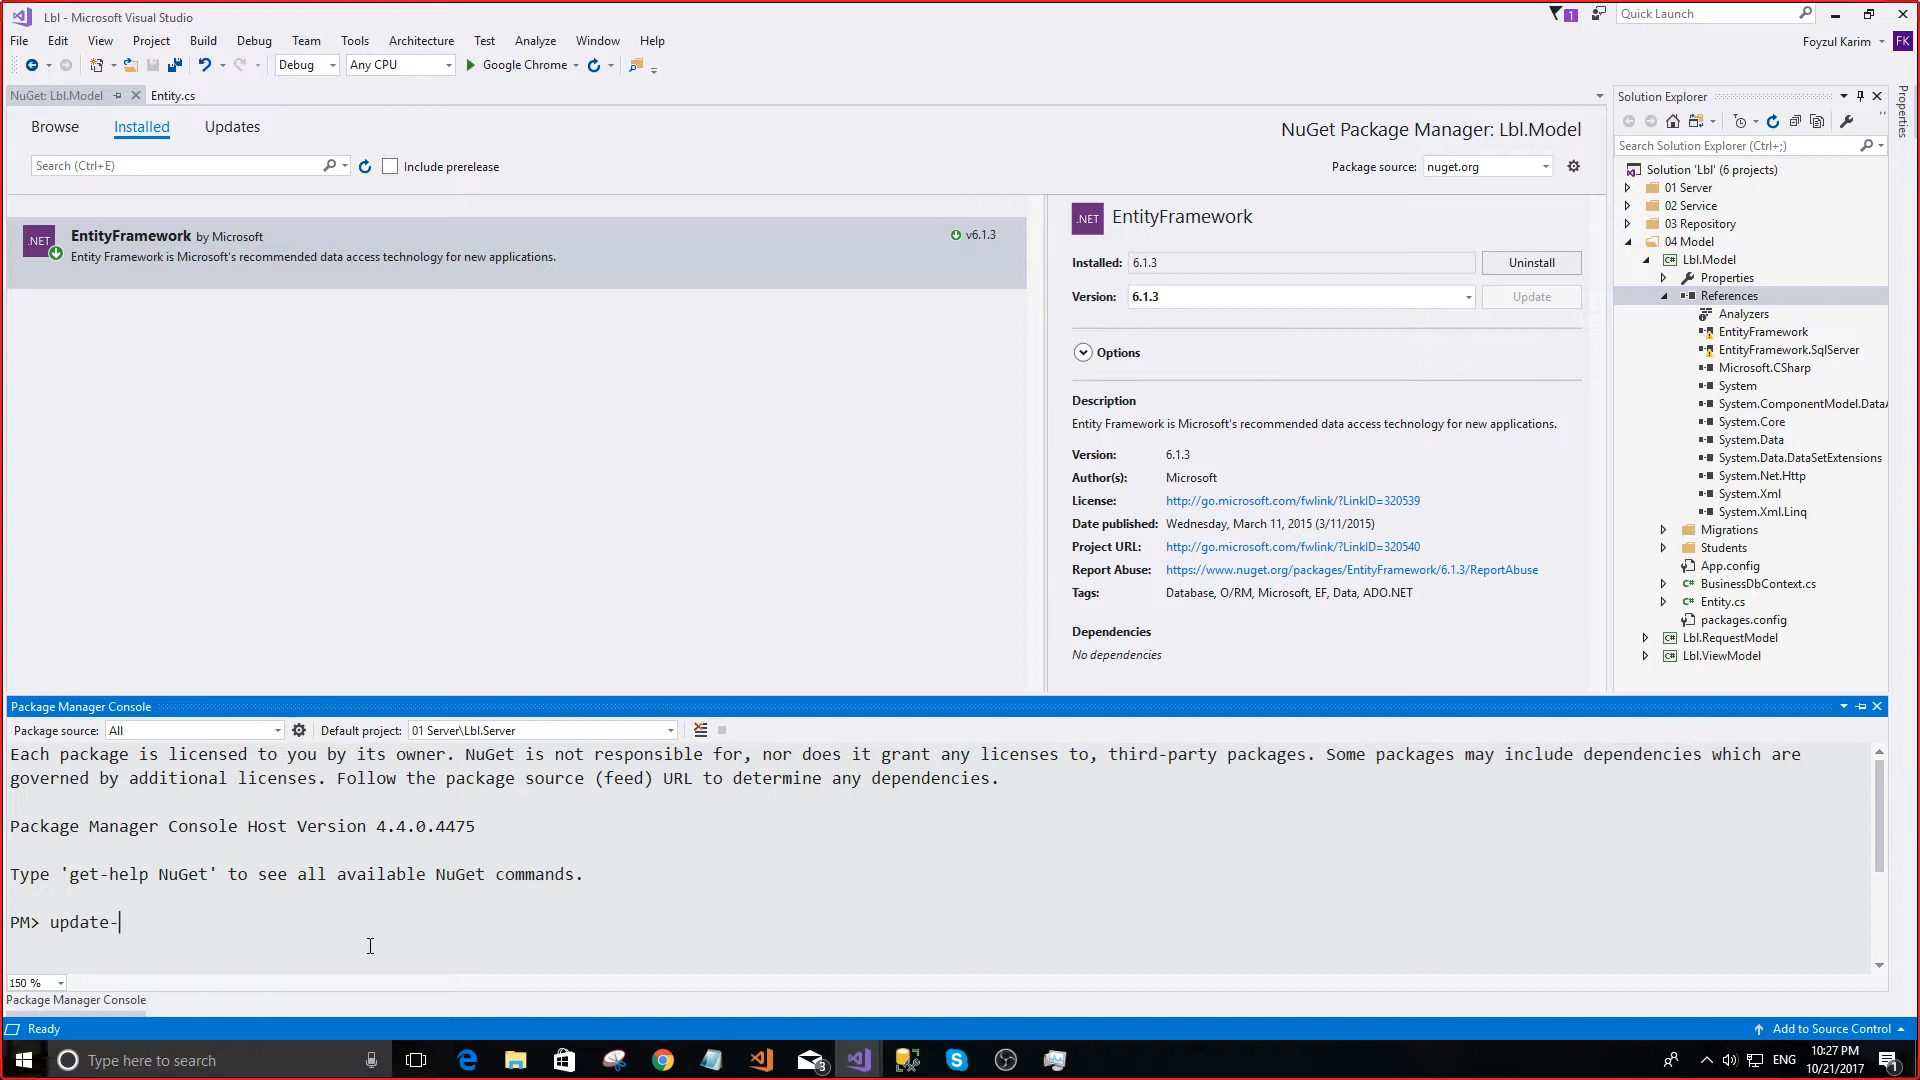 Lbl - Microsoft Visual Studio
1
Quick Launch
File Edit View Project Build Debug Team Tools Architecture Test Analyze Window Help
Foyzul Karim FK
Debug Any CPU Google Chrome
NuGet: Lbl.Model Entity.cs
Browse Installed Updates
NuGet Package Manager: Lbl.Model
Search (Ctrl+E)
Include prerelease
Package source: nuget.org
.NET
EntityFramework by Microsoft
v6.1.3
Entity Framework is Microsoft's recommended data access technology for new applications.
.NET
EntityFramework
Installed: 6.1.3
Uninstall
Version: 6.1.3
Update
Options
Description
Entity Framework is Microsoft's recommended data access technology for new applications.
Version: 6.1.3
Author(s): Microsoft
License: http://go.microsoft.com/fwlink/?LinkID=320539
Date published: Wednesday, March 11, 2015 (3/11/2015)
Project URL: http://go.microsoft.com/fwlink/?LinkID=320540
Report Abuse: https://www.nuget.org/packages/EntityFramework/6.1.3/ReportAbuse
Tags: Database, O/RM, Microsoft, EF, Data, ADO.NET
Dependencies
No dependencies
Solution Explorer
Search Solution Explorer (Ctrl+;)
Solution 'Lbl' (6 projects)
01 Server
02 Service
03 Repository
04 Model
Lbl.Model
Properties
References
Analyzers
EntityFramework
EntityFramework.SqlServer
Microsoft.CSharp
System
System.ComponentModel.DataA
System.Core
System.Data
System.Data.DataSetExtensions
System.Net.Http
System.Xml
System.Xml.Linq
Migrations
Students
App.config
BusinessDbContext.cs
Entity.cs
packages.config
Lbl.RequestModel
Lbl.ViewModel
Properties
Package Manager Console
Package source: All
Default project: 01 Server\Lbl.Server
Each package is licensed to you by its owner. NuGet is not responsible for, nor does it grant any licenses to, third-party packages. Some packages may include dependencies which are
governed by additional licenses. Follow the package source (feed) URL to determine any dependencies.
Package Manager Console Host Version 4.4.0.4475
Type 'get-help NuGet' to see all available NuGet commands.
PM> update-
150 %
Package Manager Console
Ready
Add to Source Control
Type here to search
3
ENG
10:27 PM
10/21/2017
1